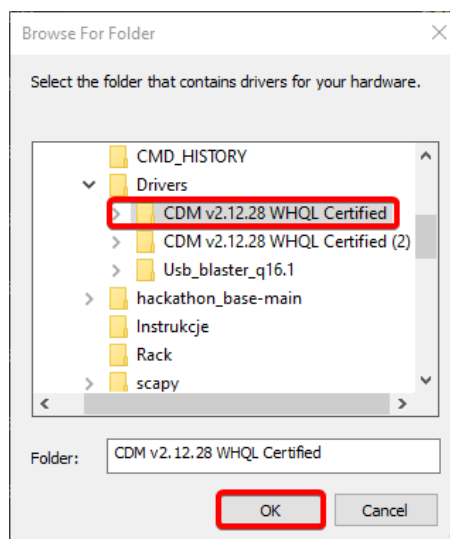 Browse For Folder
Select the folder that contains drivers for your hardware.
CMD_HISTORY
Drivers
CDM v2.12.28 WHQL Certified
CDM v2.12.28 WHQL Certified (2)
Usb_blaster_q16.1
hackathon_base-main
Instrukcje
Rack
scapy
Folder: CDM v2.12.28 WHQL Certified
OK Cancel